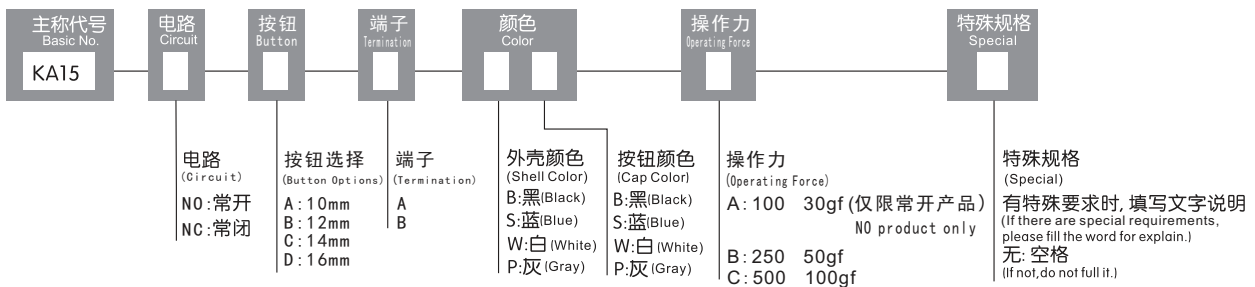 主称代号
Basic No.
KA15
电路
Circuit
按钮
Button
端子
Termination
颜色
Color
操作力
Operating Force
特殊规格
Special
电路
(Circuit)
NO:常开
NC:常闭
按钮选择
(Button Options)
A:10mm
B:12mm
C:14mm
D:16mm
端子
(Termination)
A
B
外壳颜色
(Shell Color)
B:黑(Black)
S:蓝(Blue)
W:白(White)
P:灰(Gray)
按钮颜色
(Cap Color)
B:黑(Black)
S:蓝(Blue)
W:白(White)
P:灰(Gray)
操作力
(Operating Force)
A:100 30gf(仅限常开产品)
NO product only
B:250 50gf
C:500 100gf
特殊规格
(Special)
有特殊要求时,填写文字说明
(If there are special requirements,
please fill the word for explain.)
无: 空格
(If not,do not full it.)